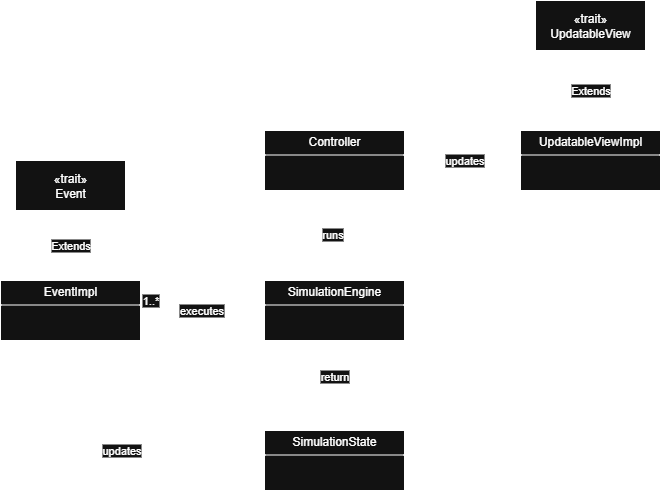 «trait»
UpdatableView
Extends
Controller
updates
UpdatableViewImpl
«trait»
Event
Extends
runs
EventImpl
1..*
executes
SimulationEngine
return
updates
SimulationState